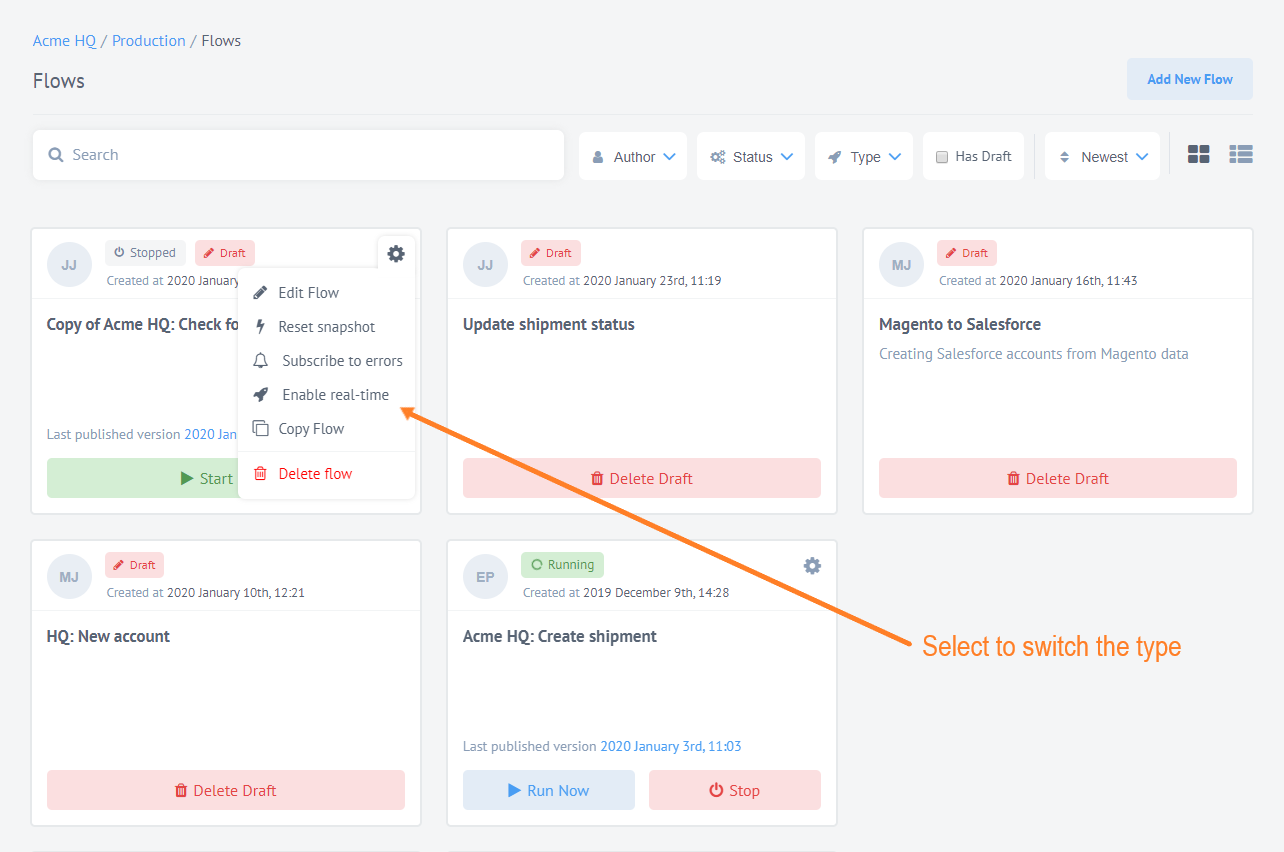 Acme HQ / Production / Flows
Flows
Add New Flow
Search
Author
Status
Type
Has Draft
Newest
JJ
Stopped
Draft
Created at 2020 January
Copy of Acme HQ: Check fo
Last published version 2020 Jan
Start
Edit Flow
Reset snapshot
Subscribe to errors
Enable real-time
Copy Flow
Delete flow
JJ
Draft
Created at 2020 January 23rd, 11:19
Update shipment status
Delete Draft
MJ
Draft
Created at 2020 January 16th, 11:43
Magento to Salesforce
Creating Salesforce accounts from Magento data
Delete Draft
MJ
Draft
Created at 2020 January 10th, 12:21
HQ: New account
Delete Draft
EP
Running
Created at 2019 December 9th, 14:28
Acme HQ: Create shipment
Last published version 2020 January 3rd, 11:03
Run Now
Stop
Select to switch the type